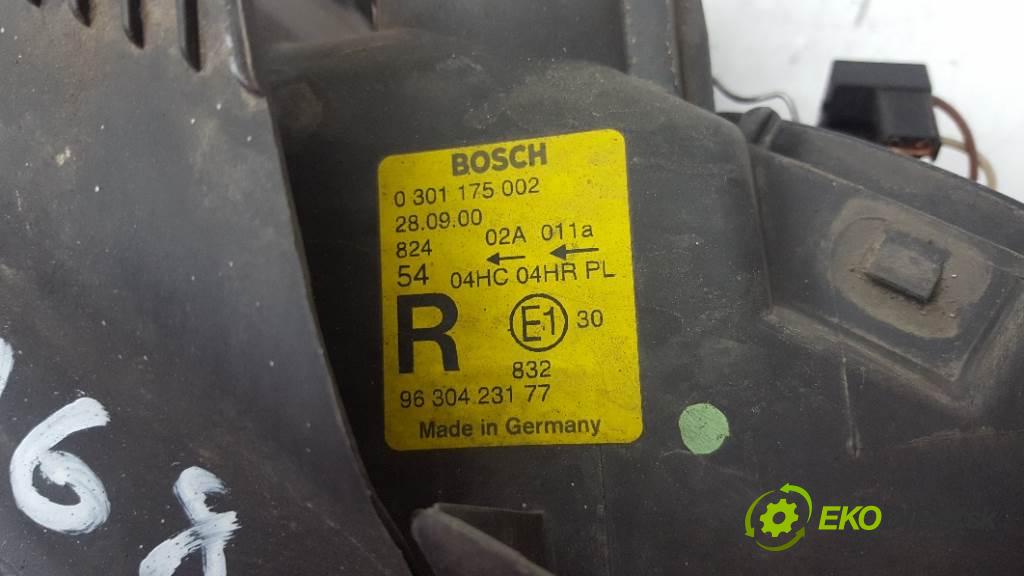 BOSCH
0 301 175 002
28.09.00
824 02A 011a
54 04HC 04HR PL
R E1 30
832
96 304 231 77
Made in Germany
68
EKO